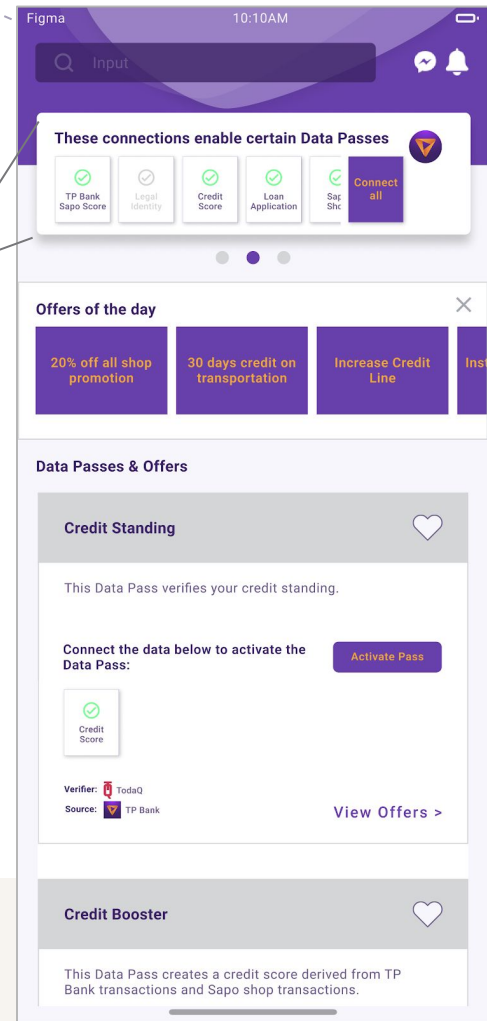 Figma
10:10AM
Input
These connections enable certain Data Passes
TP Bank
Sapo Score
Legal
Identity
Credit
Score
Loan
Application
Sap
Sho
Connect
all
Offers of the day
20% off all shop
promotion
30 days credit on
transportation
Increase Credit
Line
Inst
Data Passes & Offers
Credit Standing
This Data Pass verifies your credit standing.
Connect the data below to activate the
Data Pass:
Activate Pass
Credit
Score
Verifier: TodaQ
Source: TP Bank
View Offers >
Credit Booster
This Data Pass creates a credit score derived from TP
Bank transactions and Sapo shop transactions.